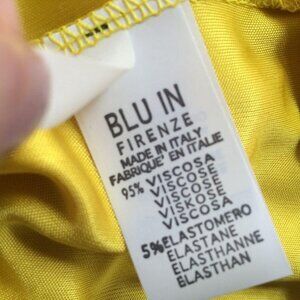 BLU IN
FIRENZE
MADE IN ITALY
FABRIQUE' EN ITALIE
95% VISCOSA
VISCOSE
VISKOSE
VISCOSA
5% ELASTOMERO
ELASTANE
ELASTHANNE
ELASTHAN